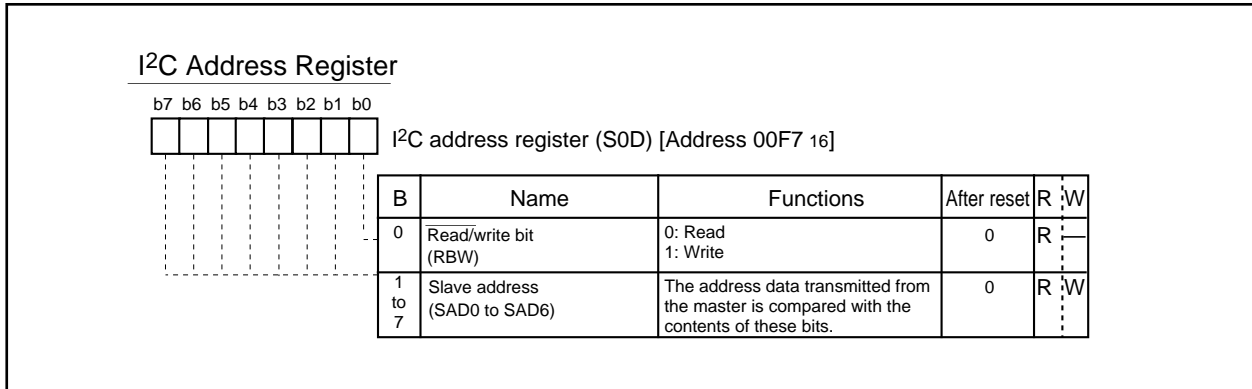 I2C Address Register
b7 b6 b5 b4 b3 b2 b1 b0
I2C address register (S0D) [Address 00F7 16]
B Name Functions After reset R W
0 Read/write bit (RBW) 0: Read 1: Write 0 R —
1 to 7 Slave address (SAD0 to SAD6) The address data transmitted from the master is compared with the contents of these bits. 0 R W